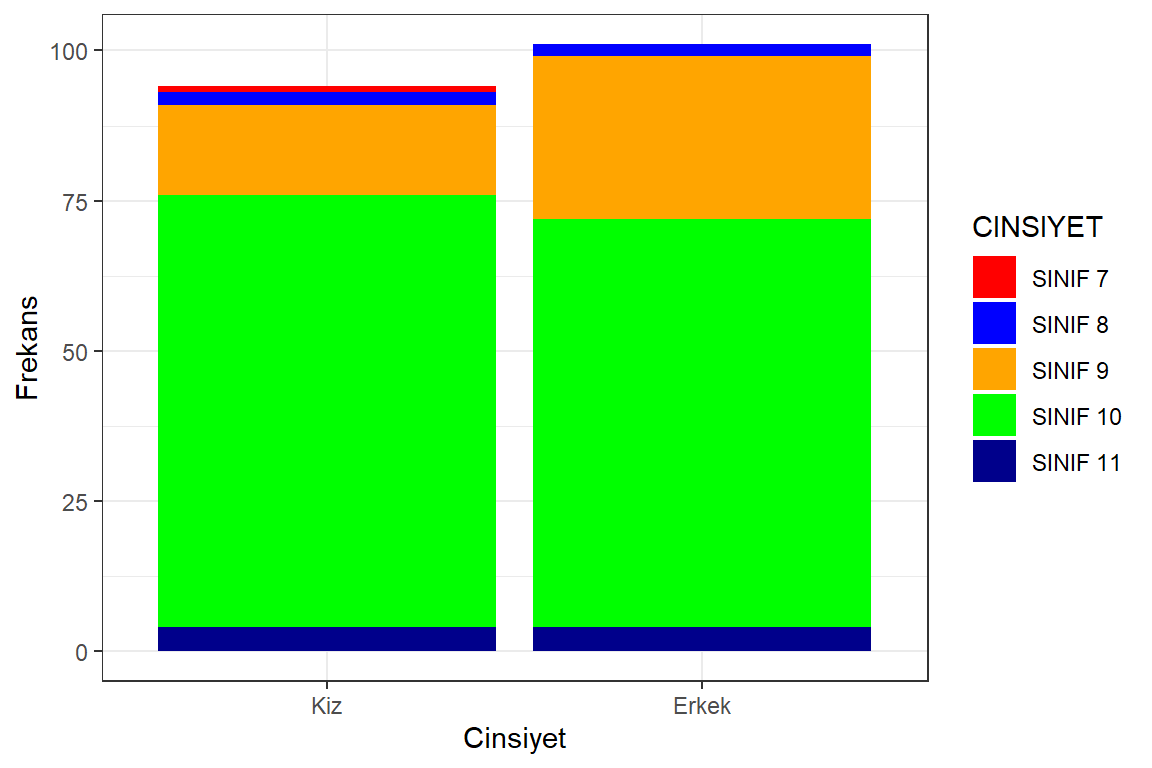 100
75
50
25
0
Frekans
Kiz
Erkek
Cinsiyet
CINSIYET
SINIF 7
SINIF 8
SINIF 9
SINIF 10
SINIF 11